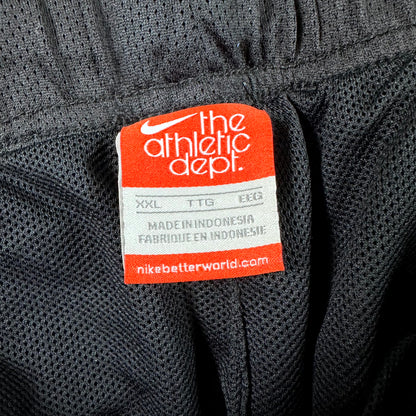 the
athletic
dept.
XXL TTG EEG
MADE IN INDONESIA
FABRIQUE EN INDONESIE
nikebetterworld.com